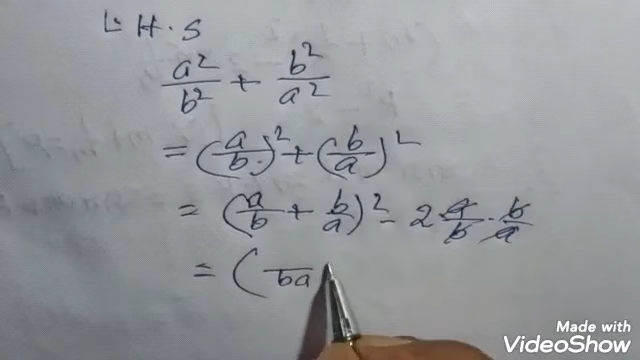 L.H.S
a²/b² + b²/a²
= (a/b)² + (b/a)²
= (a/b + b/a)² - 2 · a/b · b/a
= ( /ba
Made with
VideoShow